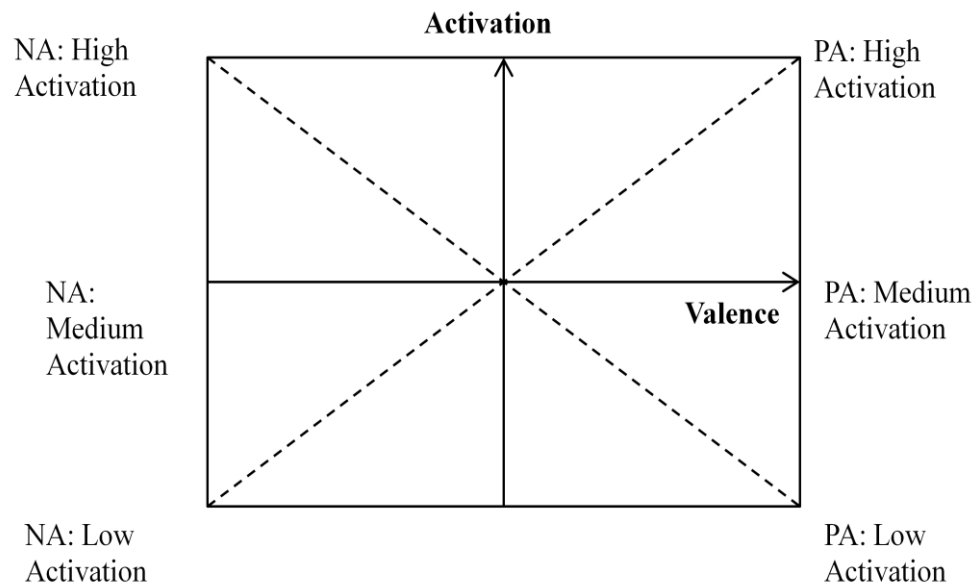 Activation
NA: High
Activation
PA: High
Activation
NA:
Medium
Activation
Valence
PA: Medium
Activation
NA: Low
Activation
PA: Low
Activation